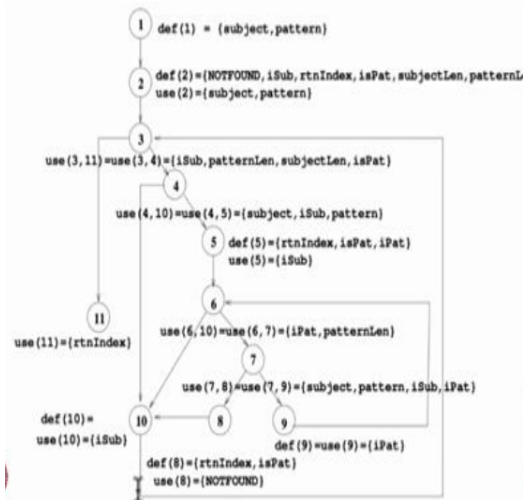 1
def(1) = {subject,pattern}
2
def(2)={NOTFOUND,iSub,rtnIndex,isPat,subjectLen,patternL
use(2)={subject,pattern}
3
use(3,11)=use(3,4)={iSub,patternLen,subjectLen,isPat}
4
use(4,10)=use(4,5)={subject,iSub,pattern}
5
def(5)={rtnIndex,isPat,iPat}
use(5)={iSub}
6
11
use(11)={rtnIndex}
use(6,10)=use(6,7)={iPat,patternLen}
7
use(7,8)=use(7,9)={subject,pattern,iSub,iPat}
def(10)=
use(10)={iSub}
10
8
9
def(9)=use(9)={iPat}
def(8)={rtnIndex,isPat}
use(8)={NOTFOUND}